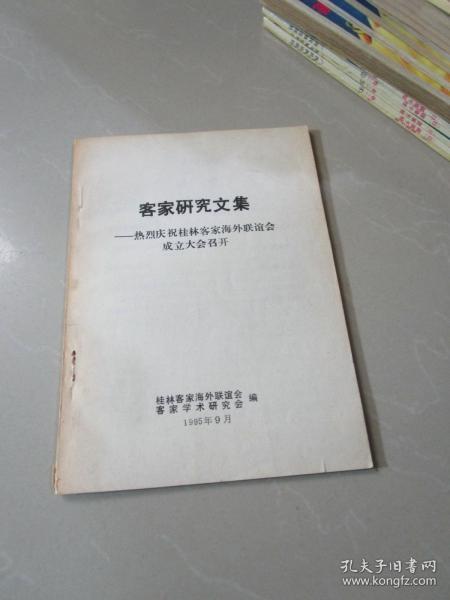 客家研究文集
——热烈庆祝桂林客家海外联谊会
成立大会召开
桂林客家海外联谊会
客家学术研究会 编
1995年9月
孔夫子旧书网
www.kongfz.com